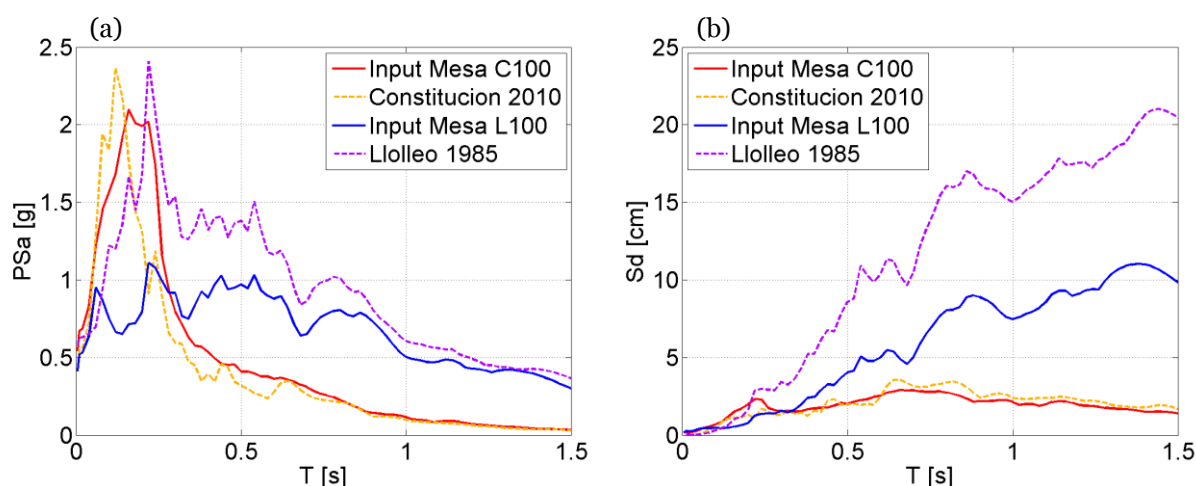 (a)
PSa [g]
2.5
2
1.5
1
0.5
0
Input Mesa C100
Constitucion 2010
Input Mesa L100
Llolleo 1985
0 0.5 1 1.5
T [s]
(b)
Sd [cm]
25
20
15
10
5
0
Input Mesa C100
Constitucion 2010
Input Mesa L100
Llolleo 1985
0 0.5 1 1.5
T [s]